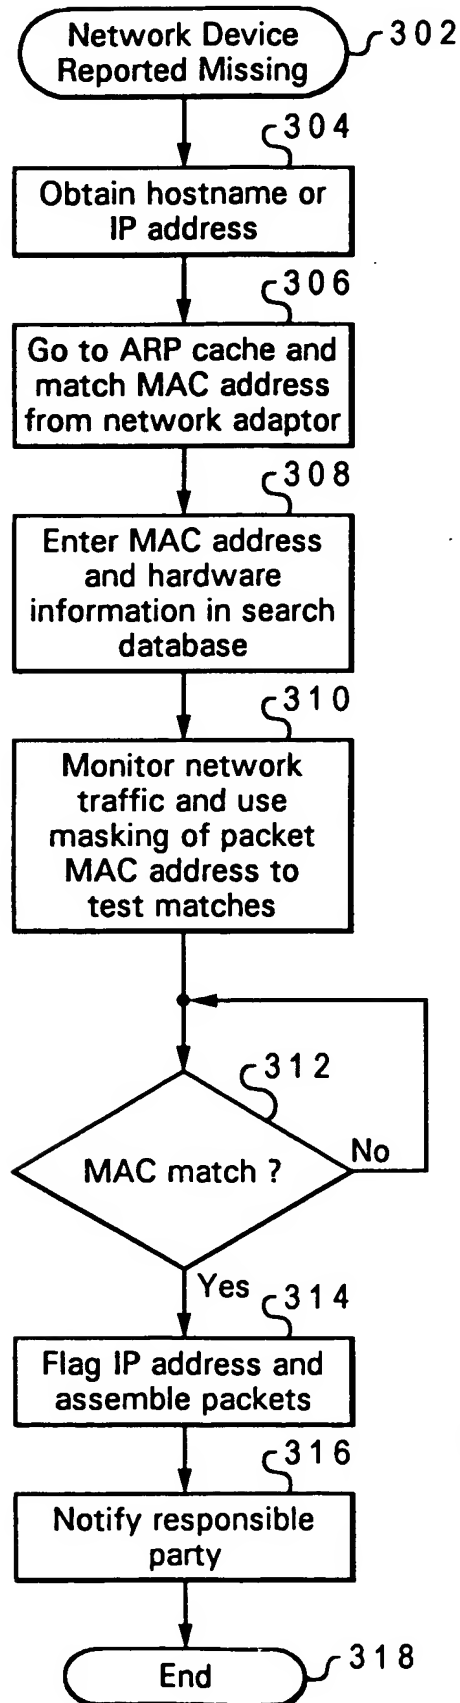 Network Device
Reported Missing
302
304
Obtain hostname or
IP address
306
Go to ARP cache and
match MAC address
from network adaptor
308
Enter MAC address
and hardware
information in search
database
310
Monitor network
traffic and use
masking of packet
MAC address to
test matches
312
MAC match ?
No
Yes
314
Flag IP address and
assemble packets
316
Notify responsible
party
End
318